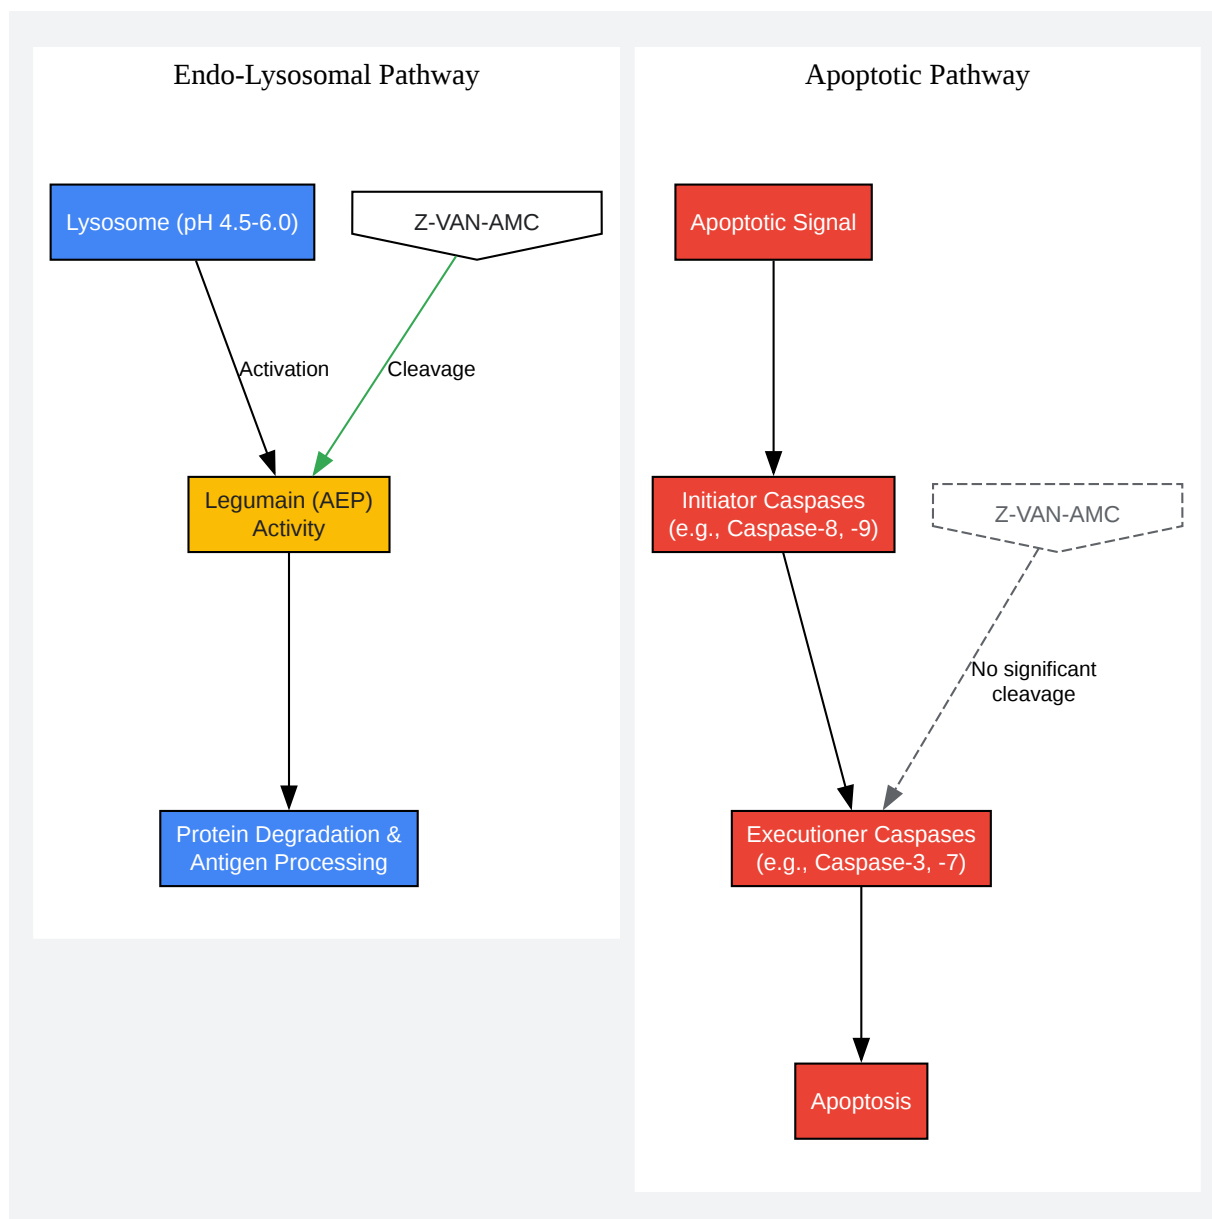 Endo-Lysosomal Pathway
Lysosome (pH 4.5-6.0)
Z-VAN-AMC
Activation
Cleavage
Legumain (AEP)
Activity
Protein Degradation &
Antigen Processing
Apoptotic Pathway
Apoptotic Signal
Initiator Caspases
(e.g., Caspase-8, -9)
Z-VAN-AMC
No significant
cleavage
Executioner Caspases
(e.g., Caspase-3, -7)
Apoptosis